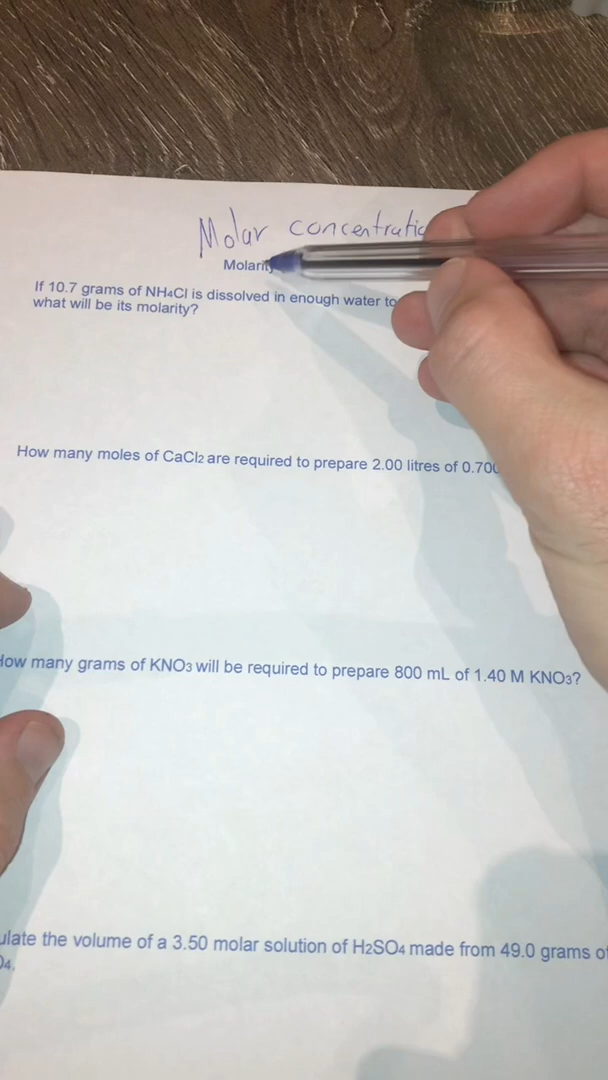 Molar concentratio
Molarity
If 10.7 grams of NH4Cl is dissolved in enough water to
what will be its molarity?
How many moles of CaCl2 are required to prepare 2.00 litres of 0.700
How many grams of KNO3 will be required to prepare 800 mL of 1.40 M KNO3?
ulate the volume of a 3.50 molar solution of H2SO4 made from 49.0 grams of
O4.